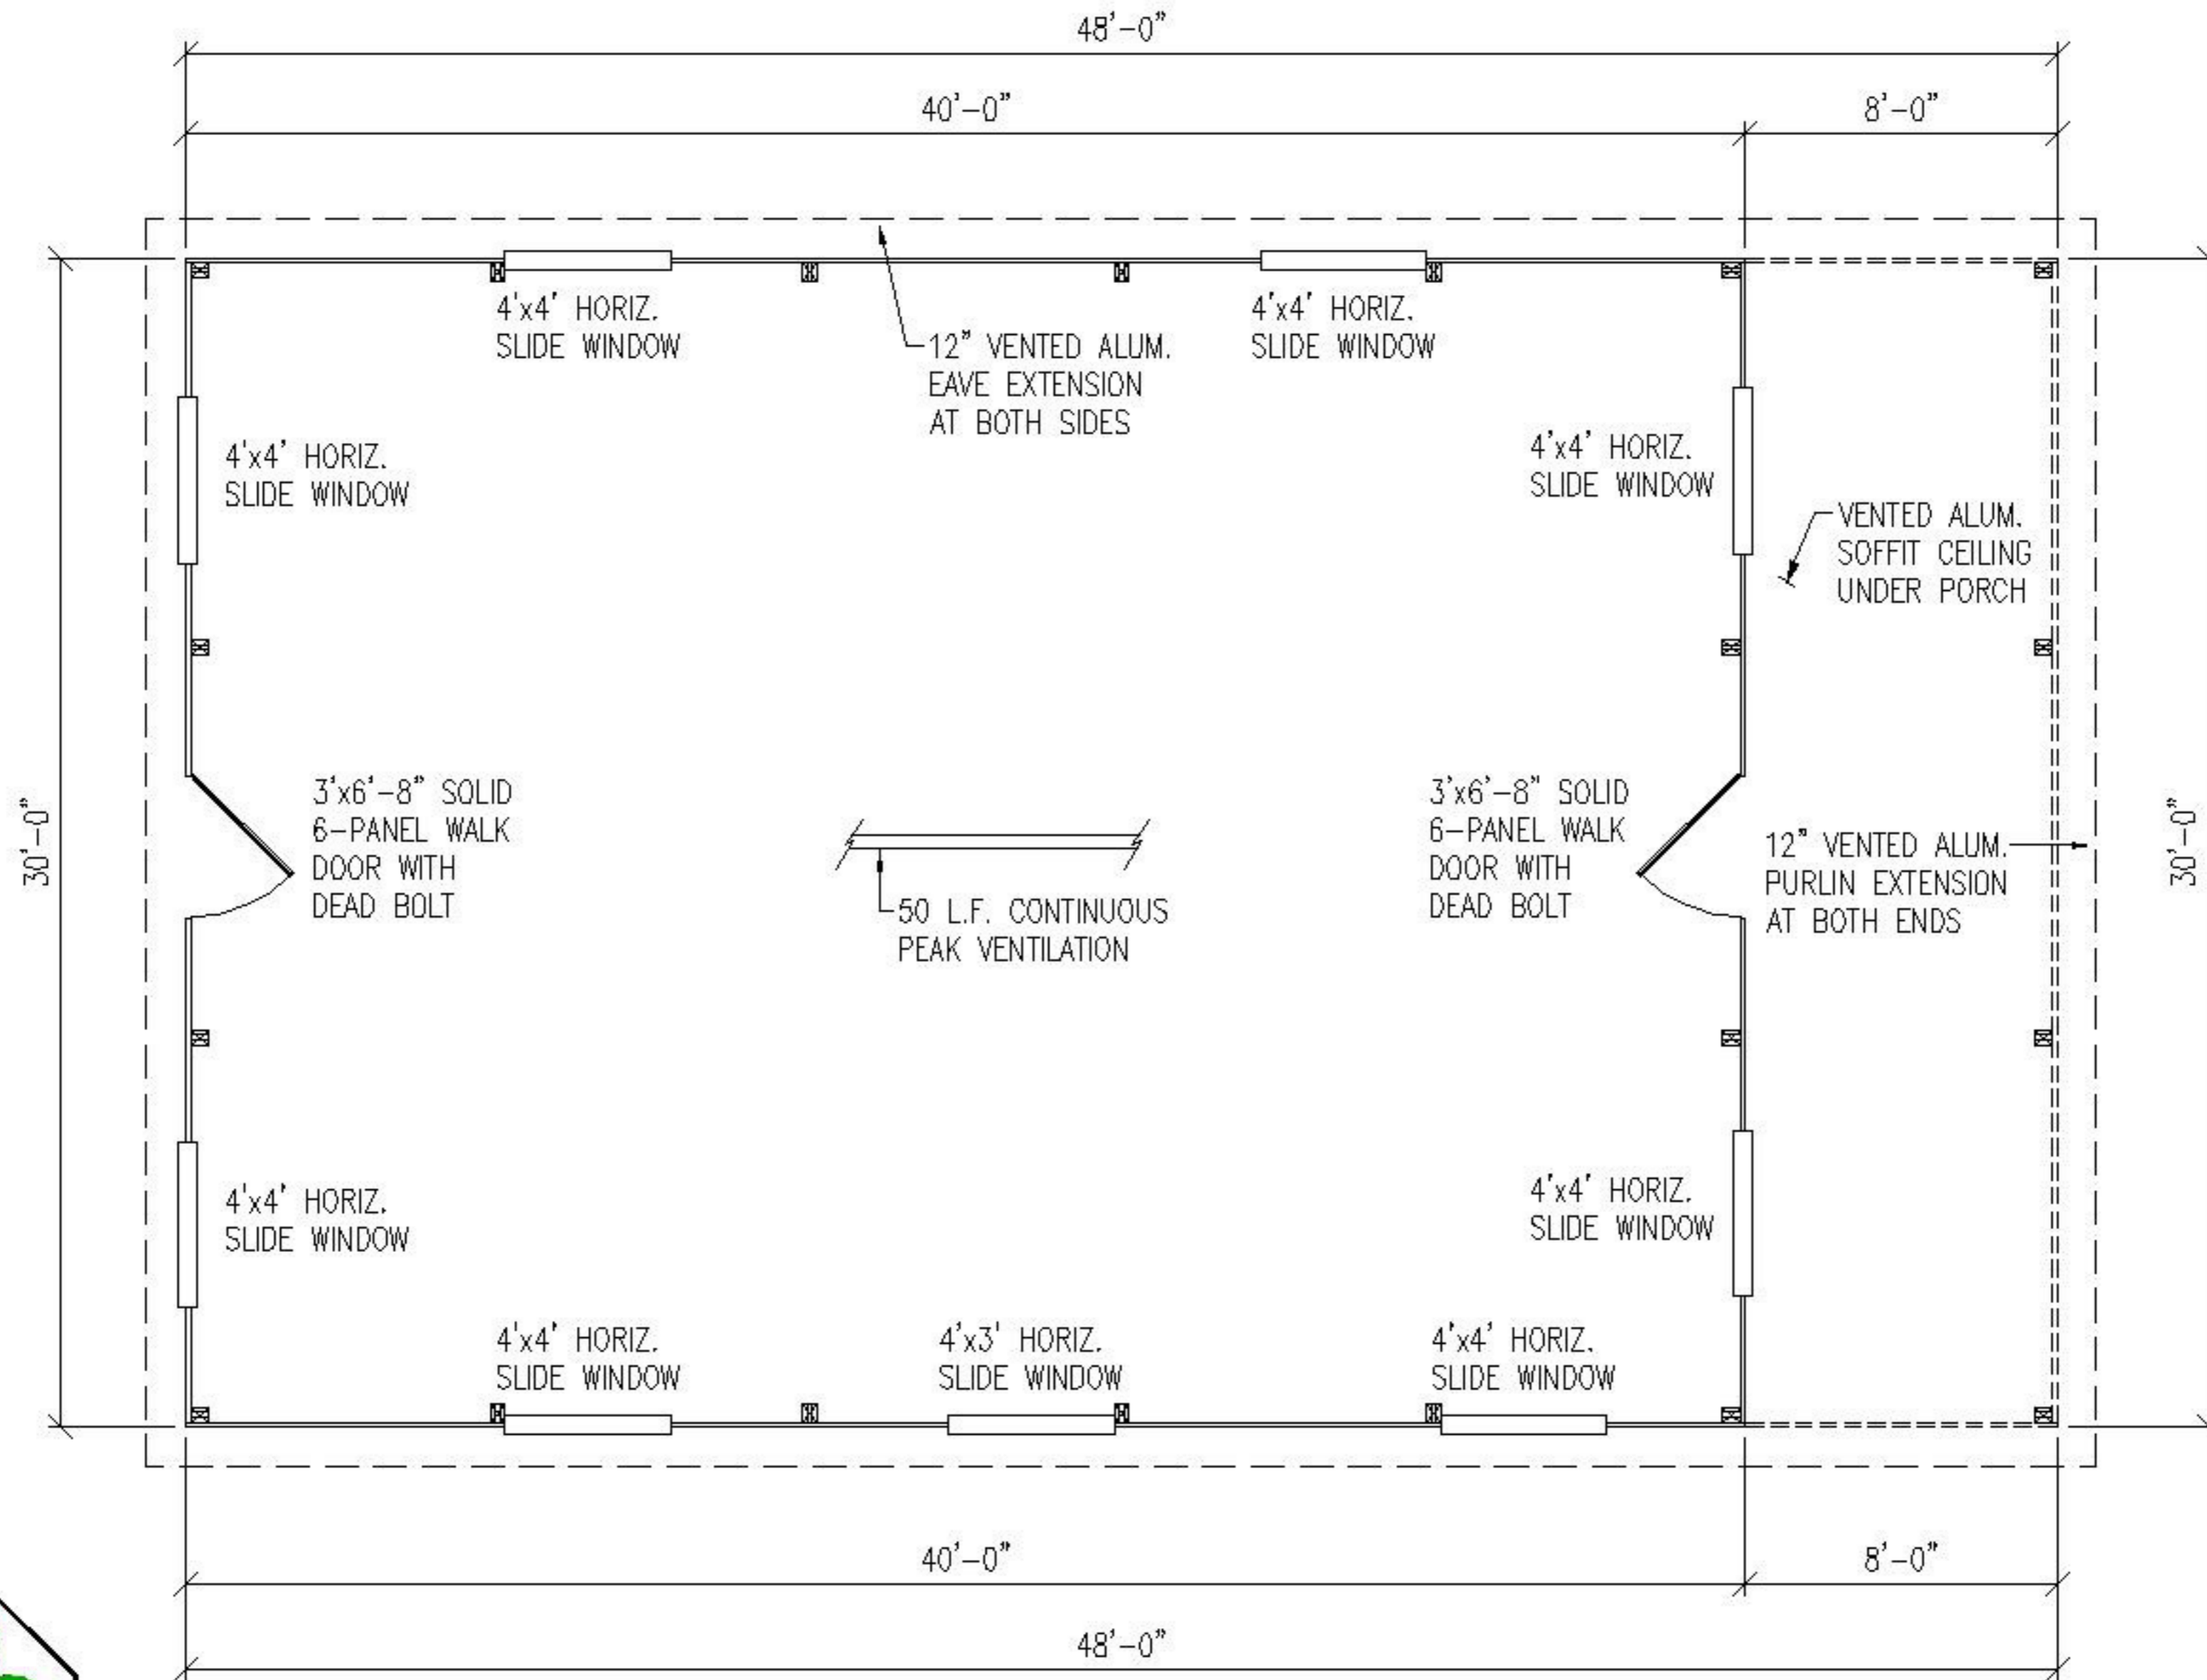 48'-0"
40'-0"
8'-0"
4'x4' HORIZ.
SLIDE WINDOW
4'x4' HORIZ.
SLIDE WINDOW
12" VENTED ALUM.
EAVE EXTENSION
AT BOTH SIDES
4'x4' HORIZ.
SLIDE WINDOW
4'x4' HORIZ.
SLIDE WINDOW
VENTED ALUM.
SOFFIT CEILING
UNDER PORCH
30'-0"
3'x6'-8" SOLID
6-PANEL WALK
DOOR WITH
DEAD BOLT
50 L.F. CONTINUOUS
PEAK VENTILATION
3'x6'-8" SOLID
6-PANEL WALK
DOOR WITH
DEAD BOLT
12" VENTED ALUM.
PURLIN EXTENSION
AT BOTH ENDS
30'-0"
4'x4' HORIZ.
SLIDE WINDOW
4'x4' HORIZ.
SLIDE WINDOW
4'x4' HORIZ.
SLIDE WINDOW
4'x3' HORIZ.
SLIDE WINDOW
4'x4' HORIZ.
SLIDE WINDOW
40'-0"
8'-0"
48'-0"